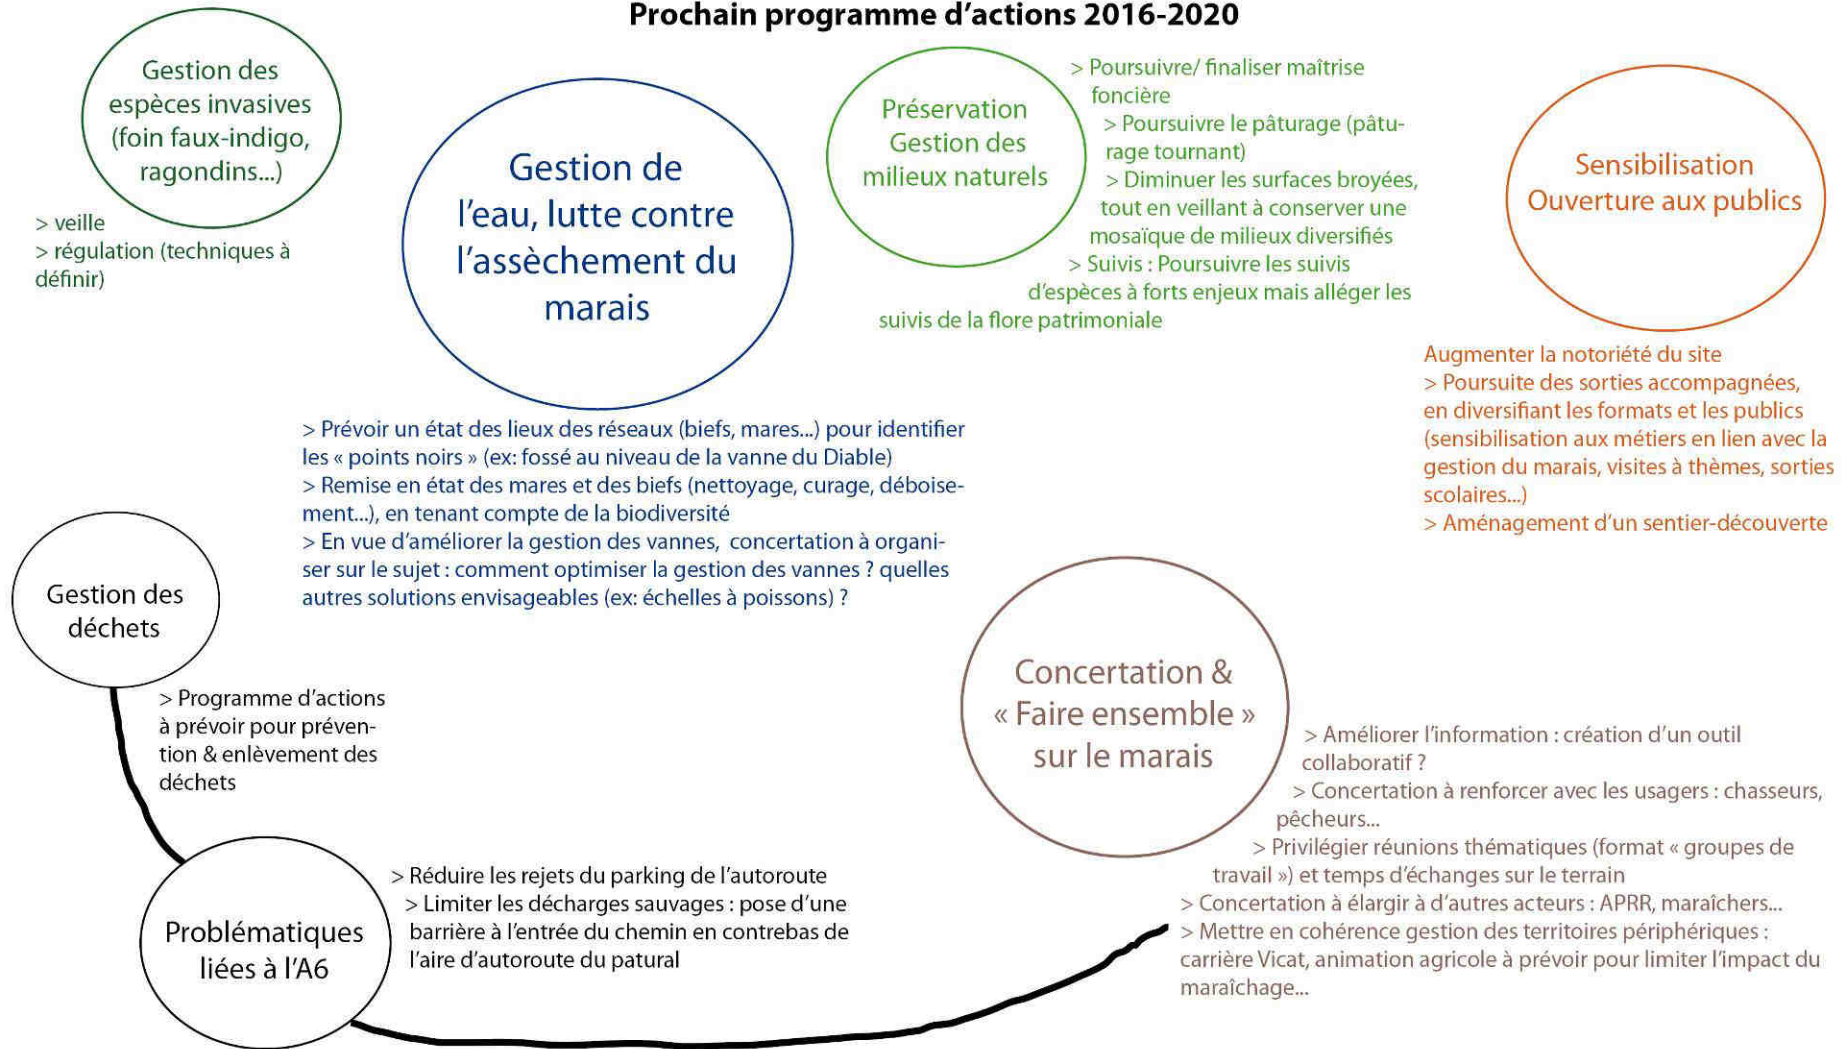 Prochain programme d’actions 2016-2020
Gestion des
espèces invasives
(foin faux-indigo,
ragondins...)
> veille
> régulation (techniques à
définir)
Gestion de
l’eau, lutte contre
l’assèchement du
marais
> Prévoir un état des lieux des réseaux (biefs, mares...) pour identifier
les « points noirs » (ex: fossé au niveau de la vanne du Diable)
> Remise en état des mares et des biefs (nettoyage, curage, déboise-
ment...), en tenant compte de la biodiversité
> En vue d’améliorer la gestion des vannes,  concertation à organi-
ser sur le sujet : comment optimiser la gestion des vannes ? quelles
autres solutions envisageables (ex: échelles à poissons) ?
Préservation
Gestion des
milieux naturels
> Poursuivre/ finaliser maîtrise
foncière
> Poursuivre le pâturage (pâtu-
rage tournant)
> Diminuer les surfaces broyées,
tout en veillant à conserver une
mosaïque de milieux diversifiés
> Suivis : Poursuivre les suivis
d’espèces à forts enjeux mais alléger les
suivis de la flore patrimoniale
Sensibilisation
Ouverture aux publics
Augmenter la notoriété du site
> Poursuite des sorties accompagnées,
en diversifiant les formats et les publics
(sensibilisation aux métiers en lien avec la
gestion du marais, visites à thèmes, sorties
scolaires...)
> Aménagement d’un sentier-découverte
Gestion des
déchets
> Programme d’actions
à prévoir pour préven-
tion & enlèvement des
déchets
Problématiques
liées à l’A6
> Réduire les rejets du parking de l’autoroute
> Limiter les décharges sauvages : pose d’une
barrière à l’entrée du chemin en contrebas de
l’aire d’autoroute du patural
Concertation &
« Faire ensemble »
sur le marais
> Améliorer l’information : création d’un outil
collaboratif ?
> Concertation à renforcer avec les usagers : chasseurs,
pêcheurs...
> Privilégier réunions thématiques (format « groupes de
travail ») et temps d’échanges sur le terrain
> Concertation à élargir à d’autres acteurs : APRR, maraîchers...
> Mettre en cohérence gestion des territoires périphériques :
carrière Vicat, animation agricole à prévoir pour limiter l’impact du
maraîchage...